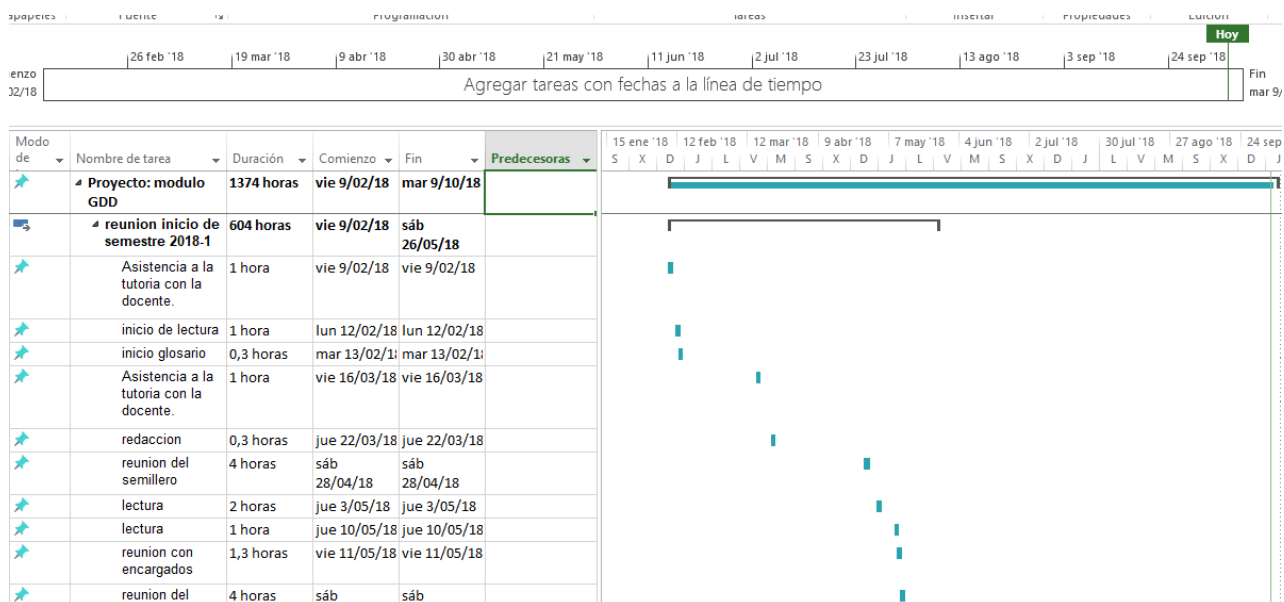 Hoy
26 feb '18 19 mar '18 9 abr '18 30 abr '18 21 may '18 11 jun '18 2 jul '18 23 jul '18 13 ago '18 3 sep '18 24 sep '18
Agregar tareas con fechas a la línea de tiempo
02/18
Fin
mar 9/
Modo
de Nombre de tarea Duración Comienzo Fin Predecesoras
15 ene '18 12 feb '18 12 mar '18 9 abr '18 7 may '18 4 jun '18 2 jul '18 30 jul '18 27 ago '18 24 sep
S X D J L V M S X D J L V M S X D J L V M S X D J
Proyecto: modulo
GDD
1374 horas vie 9/02/18 mar 9/10/18
reunion inicio de
semestre 2018-1
604 horas vie 9/02/18 sáb
26/05/18
Asistencia a la
tutoria con la
docente.
1 hora vie 9/02/18 vie 9/02/18
inicio de lectura 1 hora lun 12/02/18 lun 12/02/18
inicio glosario 0,3 horas mar 13/02/1 mar 13/02/1
Asistencia a la
tutoria con la
docente.
1 hora vie 16/03/18 vie 16/03/18
redaccion 0,3 horas jue 22/03/18 jue 22/03/18
reunion del
semillero
4 horas sáb
28/04/18
sáb
28/04/18
lectura 2 horas jue 3/05/18 jue 3/05/18
lectura 1 hora jue 10/05/18 jue 10/05/18
reunion con
encargados
1,3 horas vie 11/05/18 vie 11/05/18
reunion del 4 horas sáb sáb